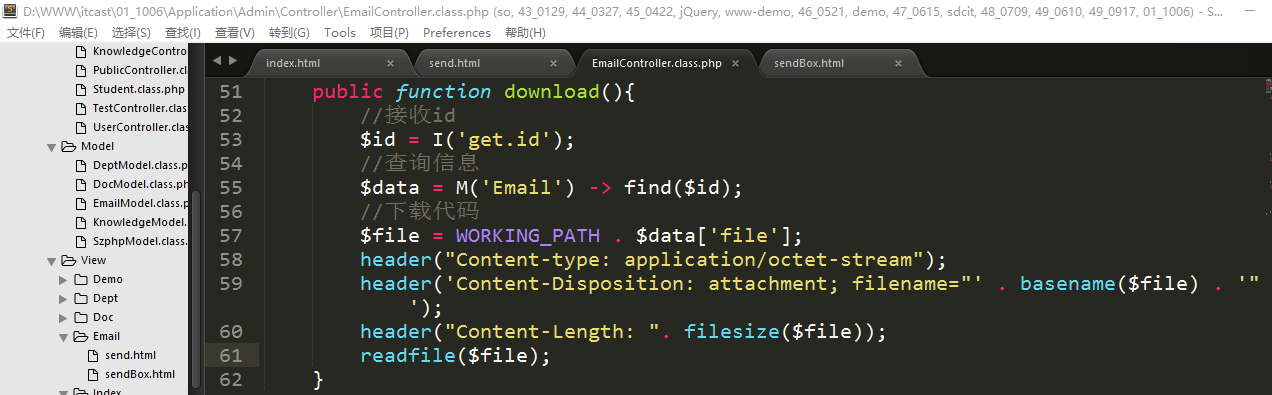 D:\WWW\itcast\01_1006\Application\Admin\Controller\EmailController.class.php (so, 43_0129, 44_0327, 45_0422, jQuery, www-demo, 46_0521, demo, 47_0615, sdcit, 48_0709, 49_0610, 49_0917, 01_1006) - S...
文件(F) 编辑(E) 选择(S) 查找(I) 查看(V) 转到(G) Tools 项目(P) Preferences 帮助(H)
KnowledgeContro
PublicController.cl
Student.class.php
TestController.class
UserController.class
Model
DeptModel.class.p
DocModel.class.ph
EmailModel.class.p
KnowledgeModel.
SzphpModel.class.
View
Demo
Dept
Doc
Email
send.html
sendBox.html
Index
index.html × send.html × EmailController.class.php × sendBox.html ×
51 public function download(){
52 //接收id
53 $id = I('get.id');
54 //查询信息
55 $data = M('Email') -> find($id);
56 //下载代码
57 $file = WORKING_PATH . $data['file'];
58 header("Content-type: application/octet-stream");
59 header('Content-Disposition: attachment; filename="' . basename($file) . '"
');
60 header("Content-Length: ". filesize($file));
61 readfile($file);
62 }